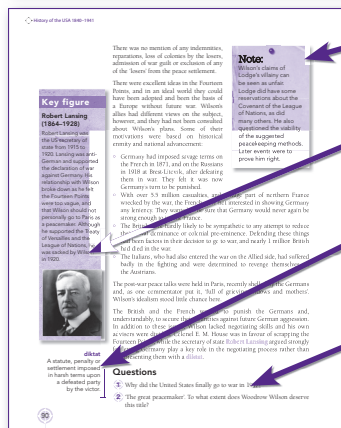 History of the USA 1840–1941
There was no mention of any indemnities,
reparations, loss of colonies by the losers,
admission of war guilt or exclusion of any
of the 'losers' from the peace settlement.
There were excellent ideas in the Fourteen
Points, and in an ideal world they could
have been adopted and been the basis of
a Europe without future war. Wilson's
allies had different views on the subject,
however, and they had not been consulted
about Wilson's plans. Some of their
motivations were based on historical
enmity and national advancement:
Germany had imposed savage terms on
the French in 1871, and on the Russians
in 1918 at Brest-Litovsk, after defeating
them in war. They felt it was now
Germany's turn to be punished.
With over 5.5 million casualties, and a large part of northern France
wrecked by the war, the French were not interested in showing Germany
any leniency. They wanted to make sure that Germany would never again be
strong enough to invade France.
The British were hardly likely to be sympathetic to any attempt to reduce
their naval dominance or colonial pre-eminence. Defending these things
had been factors in their decision to go to war, and nearly 1 million British
had died in the war.
The Italians, who had also entered the war on the Allied side, had suffered
badly in the fighting and were determined to revenge themselves on
the Austrians.
The post-war peace talks were held in Paris, recently shelled by the Germans
and, as one commentator put it, 'full of grieving widows and mothers'.
Wilson's idealism stood little chance here.
The British and the French wanted to punish the Germans and,
understandably, to secure their countries against future German aggression.
In addition to these issues, Wilson lacked negotiating skills and his own
advisers were divided. Colonel E. M. House was in favour of scrapping the
Fourteen Points while the secretary of state Robert Lansing argued strongly
Germany play a key role in the negotiating process rather than
presenting them with a diktat.
Questions
1 Why did the United States finally go to war in
2 'The great peacemaker'. To what extent does Woodrow Wilson deserve
this title?
Note:
Wilson's claims of
Lodge's villainy can
be seen as unfair.
Lodge did have some
reservations about the
Covenant of the League
of Nations, as did
many others. He also
questioned the viability
of the suggested
peacekeeping methods.
Later events were to
prove him right.
Key figure
Robert Lansing
(1864–1928)
Robert Lansing was
the US secretary of
state from 1915 to
1920. Lansing was anti-
German and supported
the declaration of war
against Germany. His
relationship with Wilson
broke down as he felt
the Fourteen Points
were too vague, and
that Wilson should not
personally go to Paris as
a peacemaker. Although
he supported the Treaty
of Versailles and the
League of Nations, he
was sacked by Wilson
in 1920.
diktat
A statute, penalty or
settlement imposed
in harsh terms upon
a defeated party
by the victor.
90